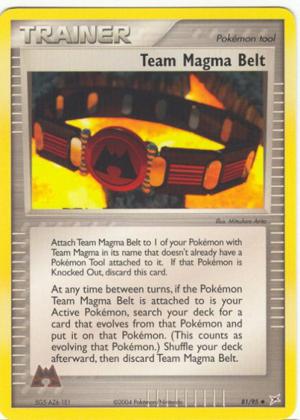 TRAINER
Pokémon tool
Team Magma Belt
Illus. Mitsuhiro Arita
Attach Team Magma Belt to 1 of your Pokémon with
Team Magma in its name that doesn't already have a
Pokémon Tool attached to it. If that Pokémon is
Knocked Out, discard this card.
At any time between turns, if the Pokémon
Team Magma Belt is attached to is your
Active Pokémon, search your deck for a
card that evolves from that Pokémon and
put it on that Pokémon. (This counts as
evolving that Pokémon.) Shuffle your deck
afterward, then discard Team Magma Belt.
©2004 Pokémon/Nintendo
81/95